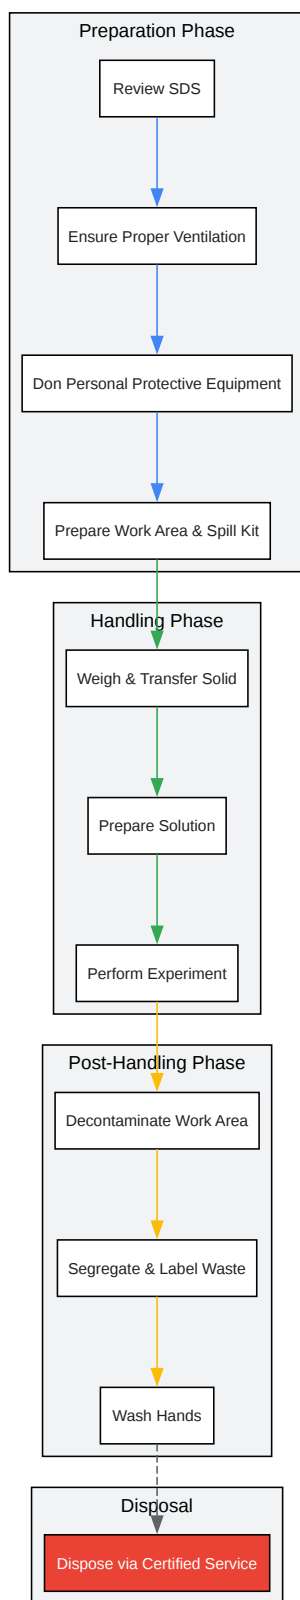 Preparation Phase
Review SDS
Ensure Proper Ventilation
Don Personal Protective Equipment
Prepare Work Area & Spill Kit
Handling Phase
Weigh & Transfer Solid
Prepare Solution
Perform Experiment
Post-Handling Phase
Decontaminate Work Area
Segregate & Label Waste
Wash Hands
Disposal
Dispose via Certified Service